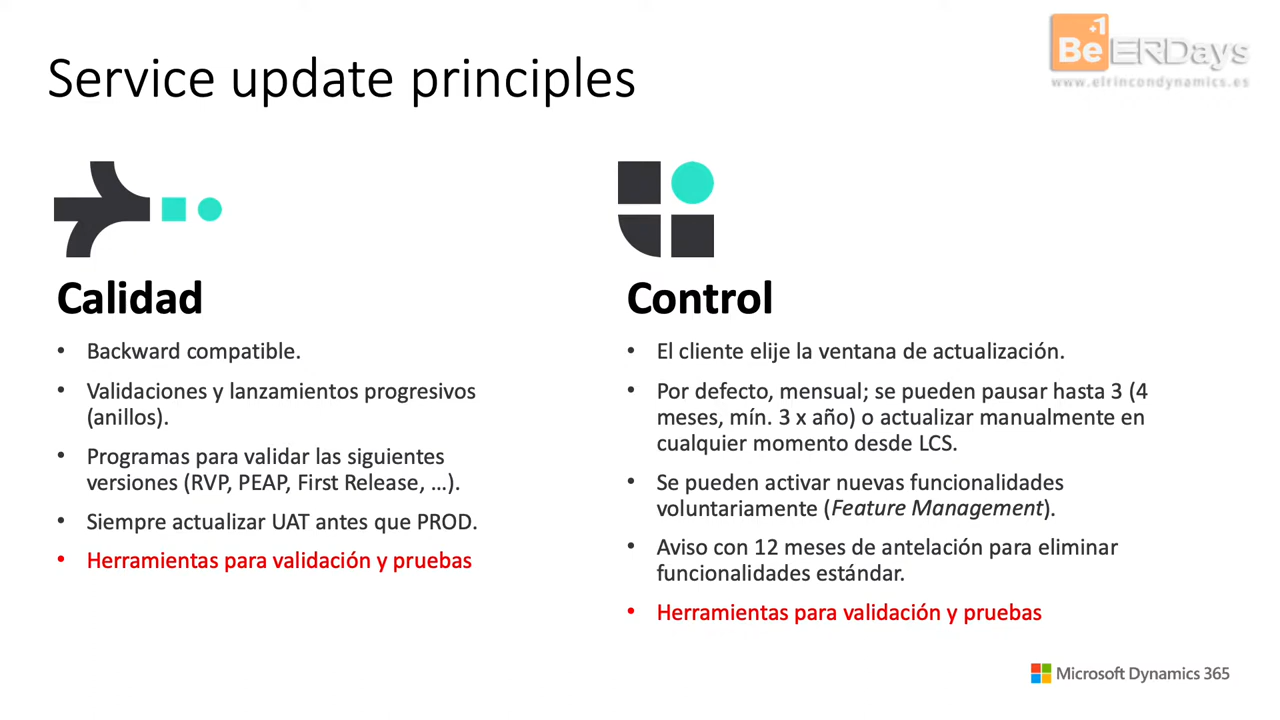 Service update principles
+1
Be ERPDays
www.elrincondynamics.es
Calidad
• Backward compatible.
• Validaciones y lanzamientos progresivos
(anillos).
• Programas para validar las siguientes
versiones (RVP, PEAP, First Release, …).
• Siempre actualizar UAT antes que PROD.
• Herramientas para validación y pruebas
Control
• El cliente elije la ventana de actualización.
• Por defecto, mensual; se pueden pausar hasta 3 (4
meses, mín. 3 x año) o actualizar manualmente en
cualquier momento desde LCS.
• Se pueden activar nuevas funcionalidades
voluntariamente (Feature Management).
• Aviso con 12 meses de antelación para eliminar
funcionalidades estándar.
• Herramientas para validación y pruebas
Microsoft Dynamics 365